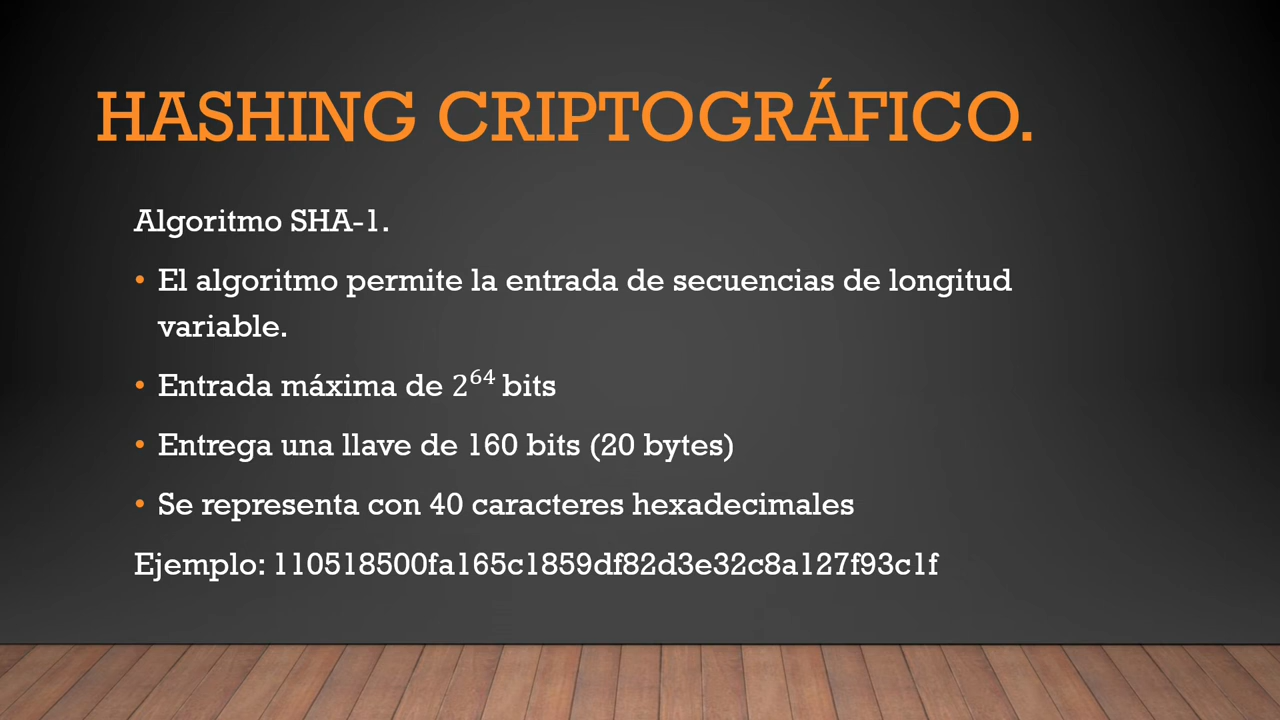 HASHING CRIPTOGRÁFICO.
Algoritmo SHA-1.
• El algoritmo permite la entrada de secuencias de longitud
variable.
• Entrada máxima de 2⁶⁴ bits
• Entrega una llave de 160 bits (20 bytes)
• Se representa con 40 caracteres hexadecimales
Ejemplo: 110518500fa165c1859df82d3e32c8a127f93c1f